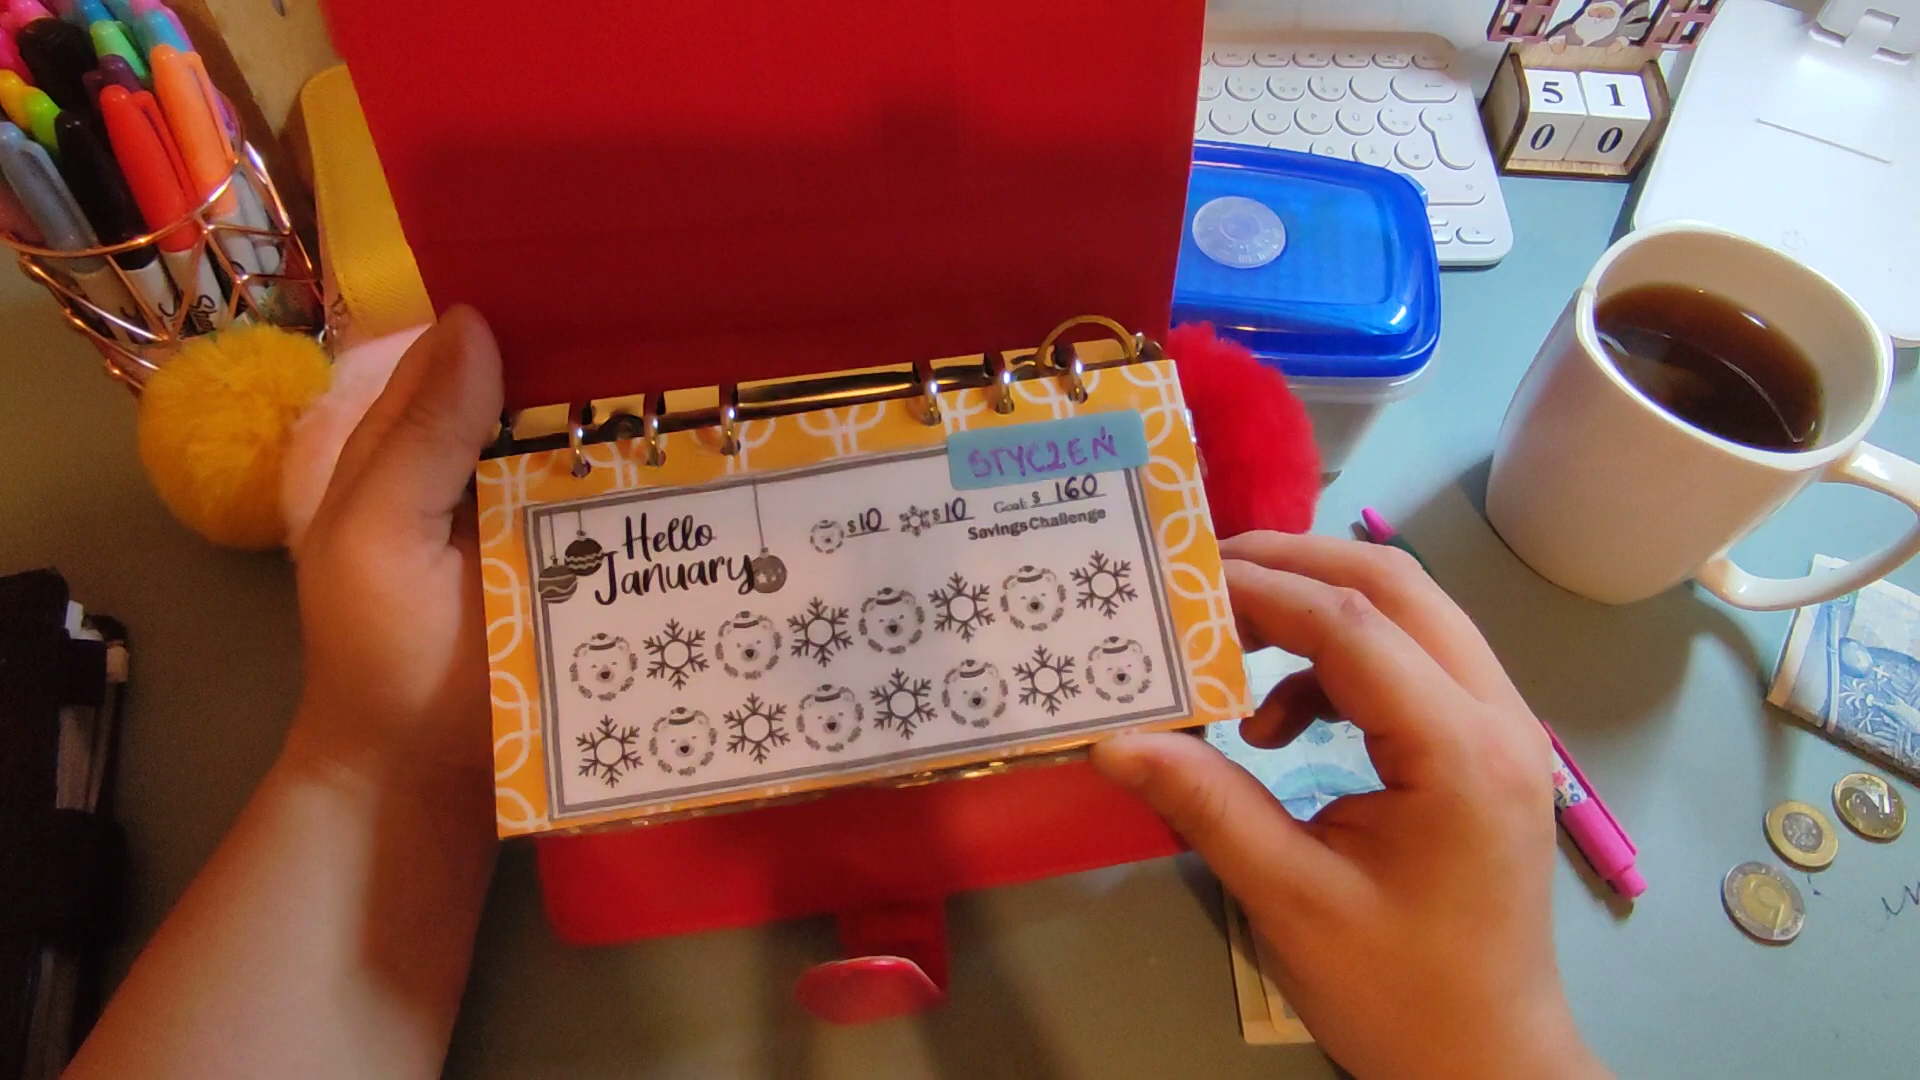 STYCZEŃ
Hello
January
$10 $10 Goal: $ 160
Savings Challenge
5 1
0 0